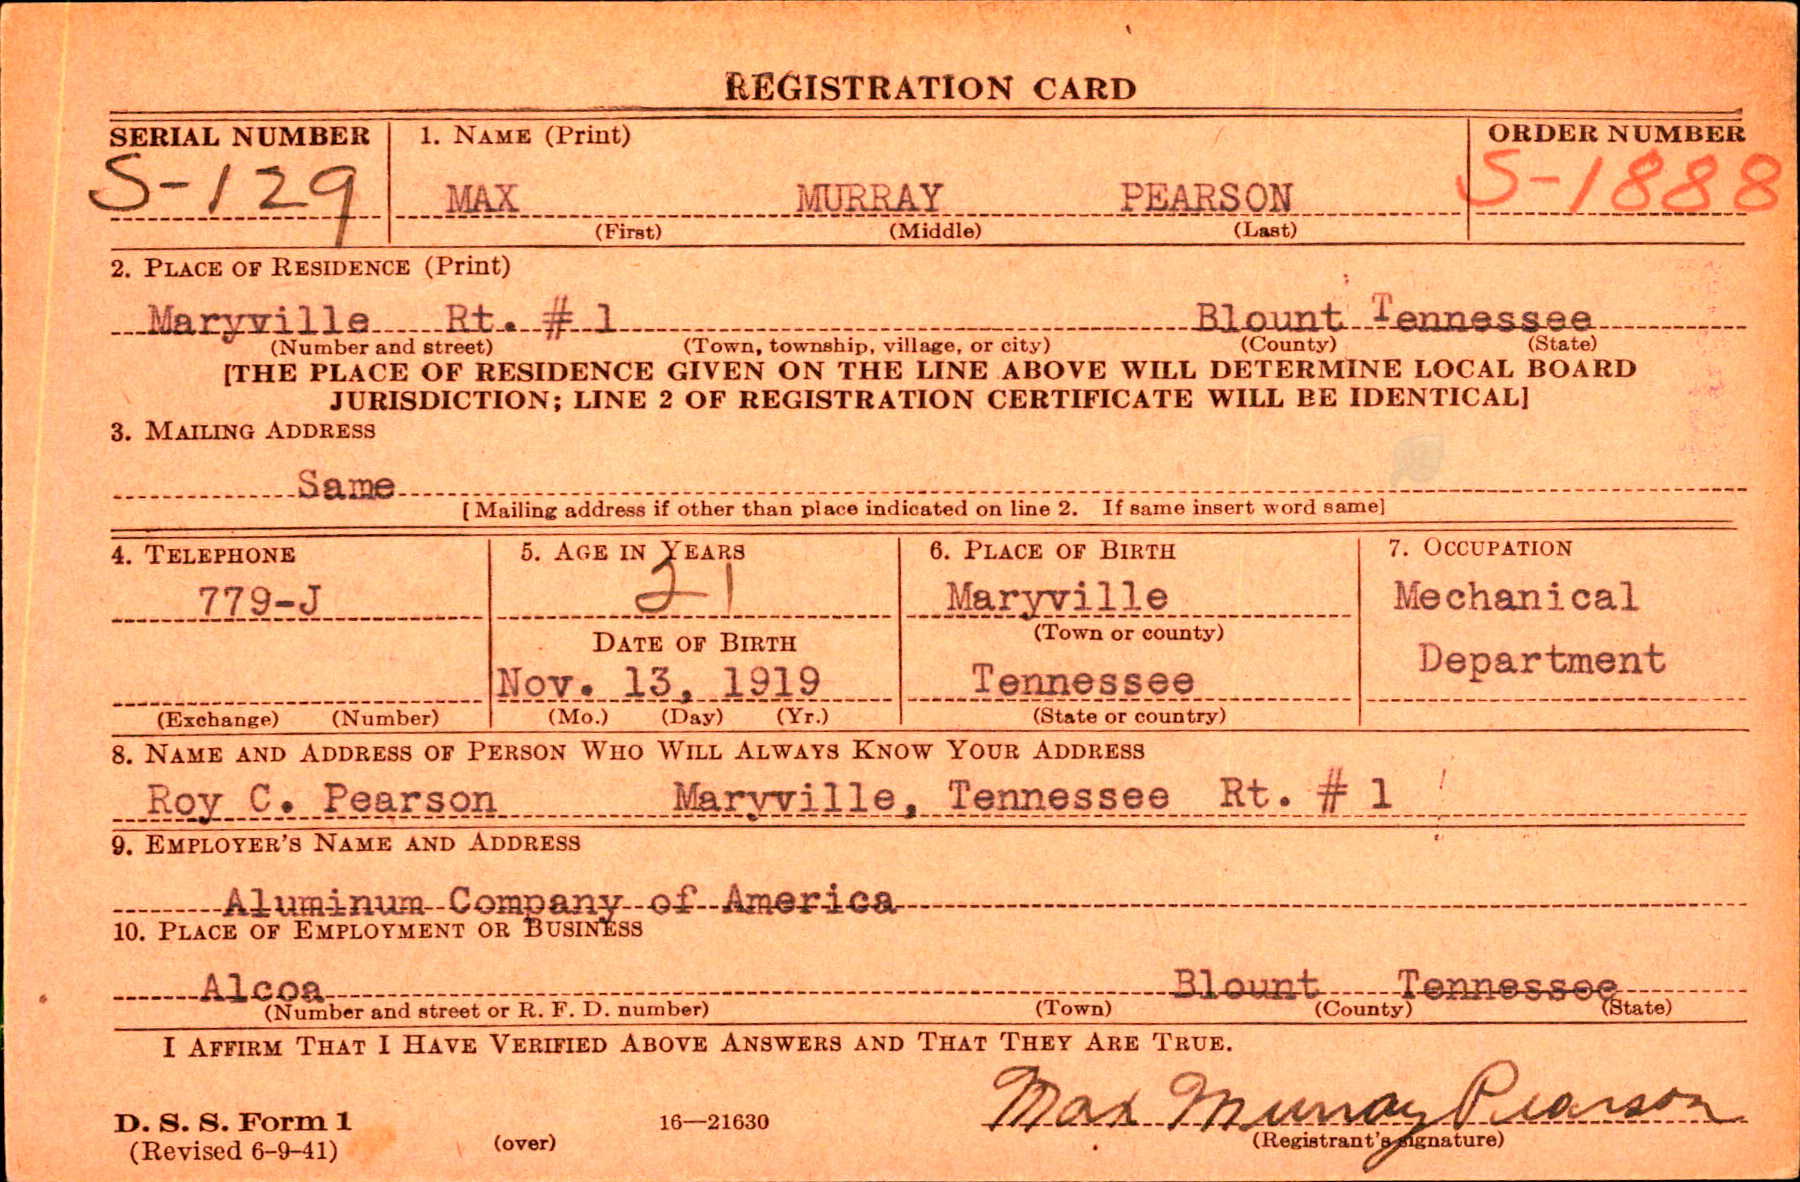 REGISTRATION CARD
SERIAL NUMBER 1. NAME (Print) ORDER NUMBER
S-129 MAX MURRAY PEARSON S-1888
(First) (Middle) (Last)
2. PLACE OF RESIDENCE (Print)
Maryville Rt. # 1 Blount Tennessee
(Number and street) (Town, township, village, or city) (County) (State)
[THE PLACE OF RESIDENCE GIVEN ON THE LINE ABOVE WILL DETERMINE LOCAL BOARD
JURISDICTION; LINE 2 OF REGISTRATION CERTIFICATE WILL BE IDENTICAL]
3. MAILING ADDRESS
Same
[Mailing address if other than place indicated on line 2. If same insert word same]
4. TELEPHONE 5. AGE IN YEARS 6. PLACE OF BIRTH 7. OCCUPATION
779-J 21 Maryville Mechanical
DATE OF BIRTH (Town or county) Department
Nov. 13, 1919 Tennessee
(Exchange) (Number) (Mo.) (Day) (Yr.) (State or country)
8. NAME AND ADDRESS OF PERSON WHO WILL ALWAYS KNOW YOUR ADDRESS
Roy C. Pearson Maryville, Tennessee Rt. # 1
9. EMPLOYER'S NAME AND ADDRESS
Aluminum Company of America
10. PLACE OF EMPLOYMENT OR BUSINESS
Alcoa Blount Tennessee
(Number and street or R. F. D. number) (Town) (County) (State)
I AFFIRM THAT I HAVE VERIFIED ABOVE ANSWERS AND THAT THEY ARE TRUE.
Max Murray Pearson
D. S. S. Form 1 16—21630
(Revised 6-9-41) (over) (Registrant's signature)